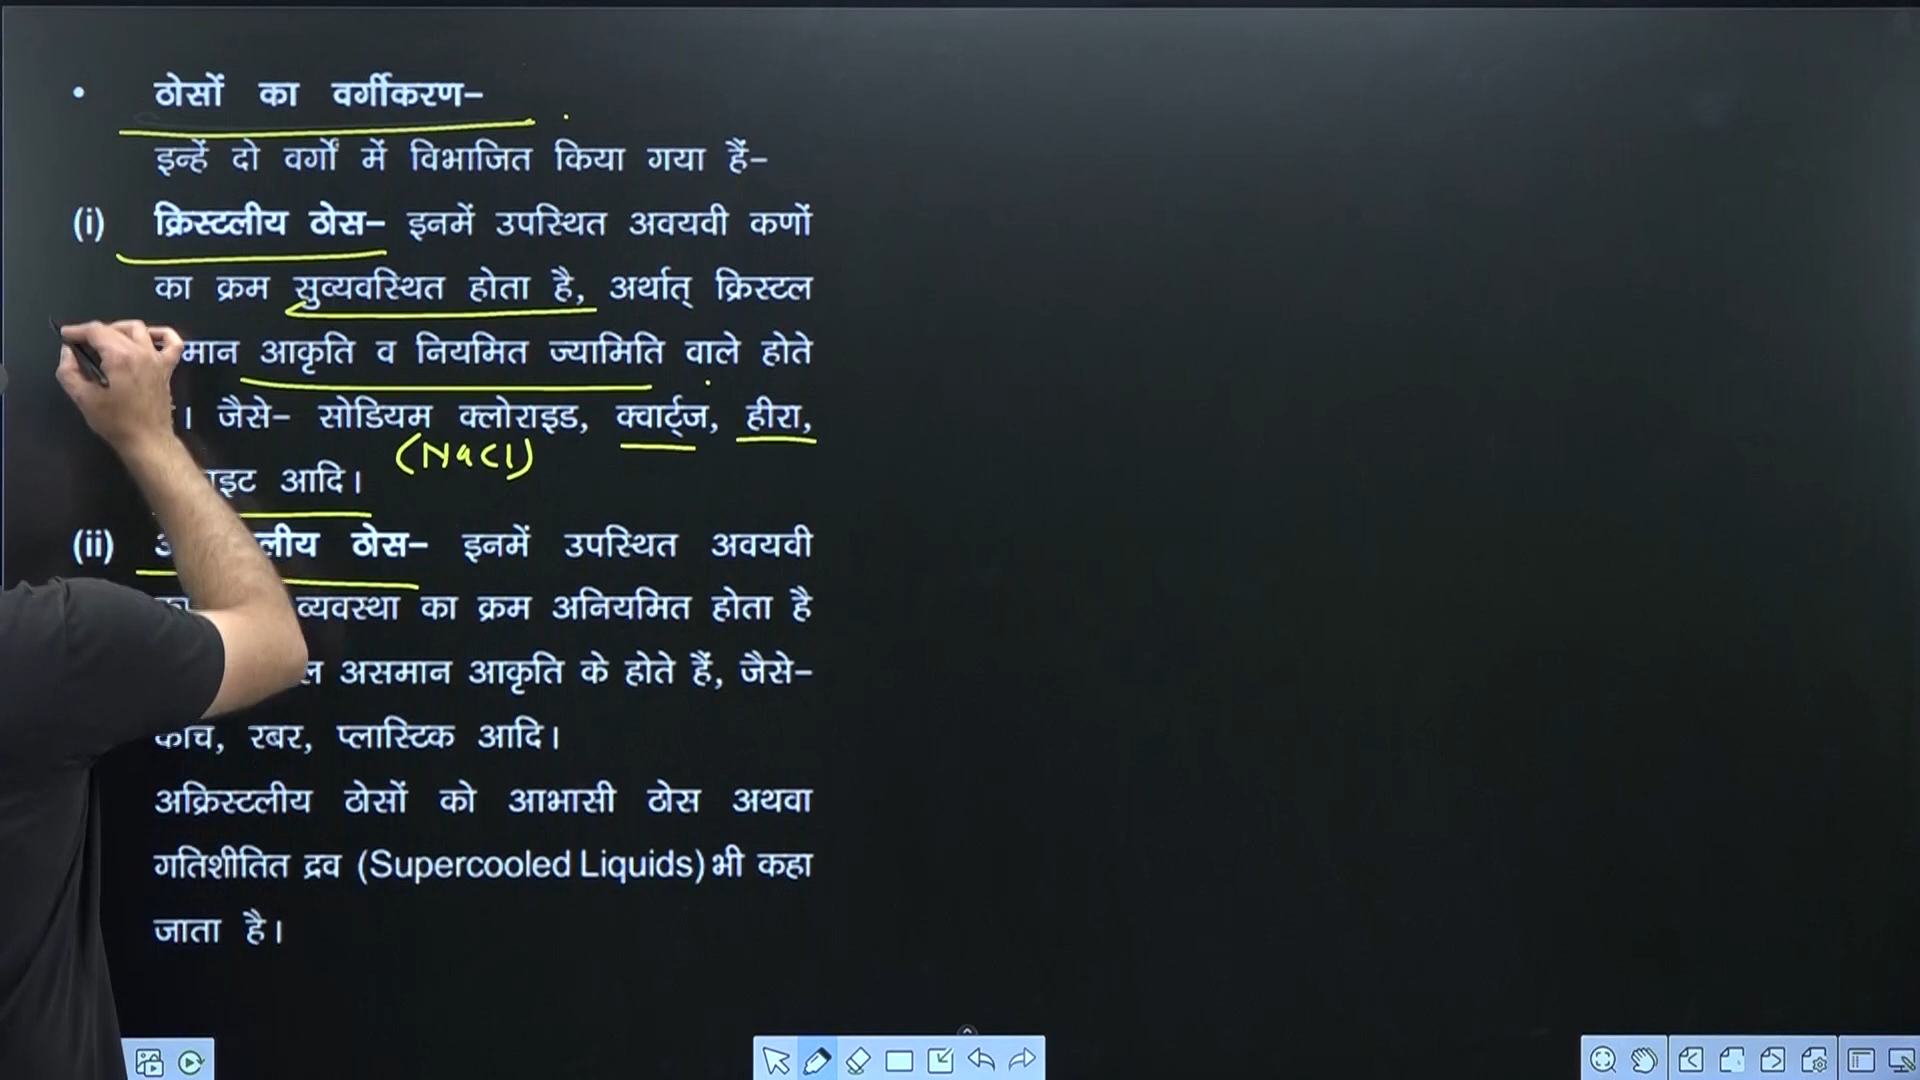 • ठोसों का वर्गीकरण–
इन्हें दो वर्गों में विभाजित किया गया हैं–
(i) क्रिस्टलीय ठोस– इनमें उपस्थित अवयवी कणों
का क्रम सुव्यवस्थित होता है, अर्थात् क्रिस्टल
आकृति व नियमित ज्यामिति वाले होते
। जैसे– सोडियम क्लोराइड, क्वार्ट्ज, हीरा,
(NaCl)
आदि।
(ii) ठोस– इनमें उपस्थित अवयवी
व्यवस्था का क्रम अनियमित होता है
असमान आकृति के होते हैं, जैसे–
काच, रबर, प्लास्टिक आदि।
अक्रिस्टलीय ठोसों को आभासी ठोस अथवा
गतिशीतित द्रव (Supercooled Liquids) भी कहा
जाता है।